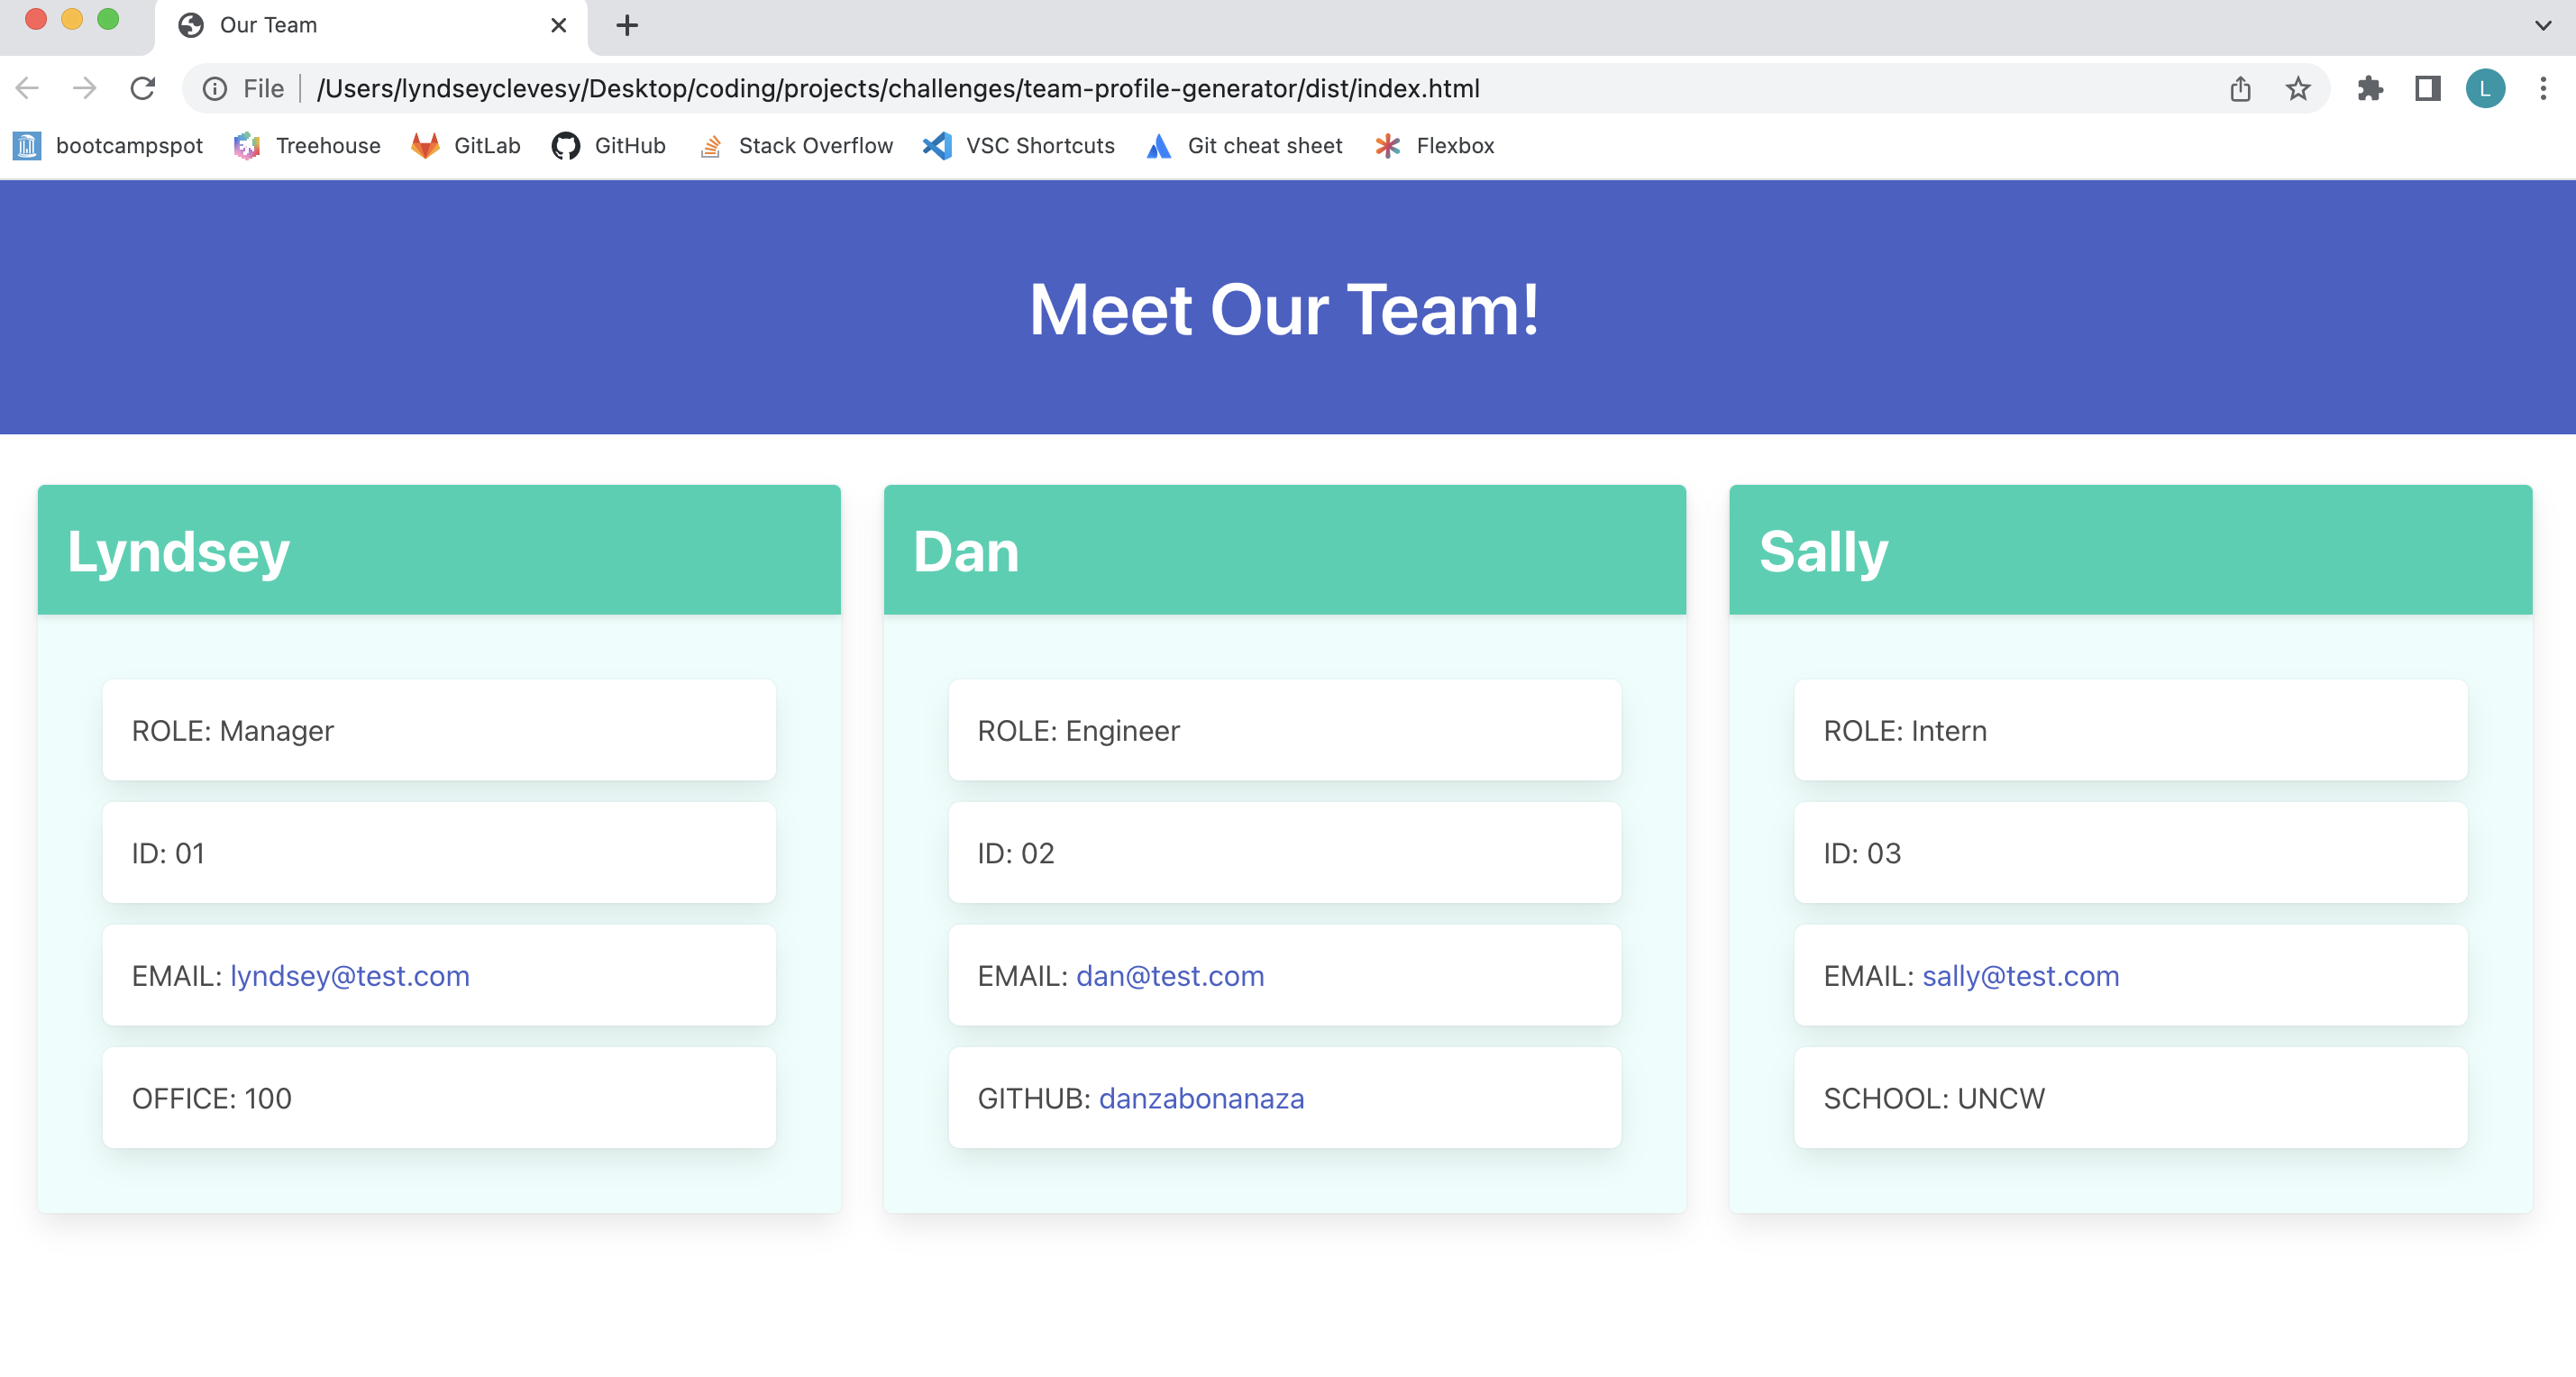 Our Team
File /Users/lyndseyclevesy/Desktop/coding/projects/challenges/team-profile-generator/dist/index.html
L
bootcampspot Treehouse GitLab GitHub Stack Overflow VSC Shortcuts Git cheat sheet Flexbox
Meet Our Team!
Lyndsey
ROLE: Manager
ID: 01
EMAIL: lyndsey@test.com
OFFICE: 100
Dan
ROLE: Engineer
ID: 02
EMAIL: dan@test.com
GITHUB: danzabonanaza
Sally
ROLE: Intern
ID: 03
EMAIL: sally@test.com
SCHOOL: UNCW